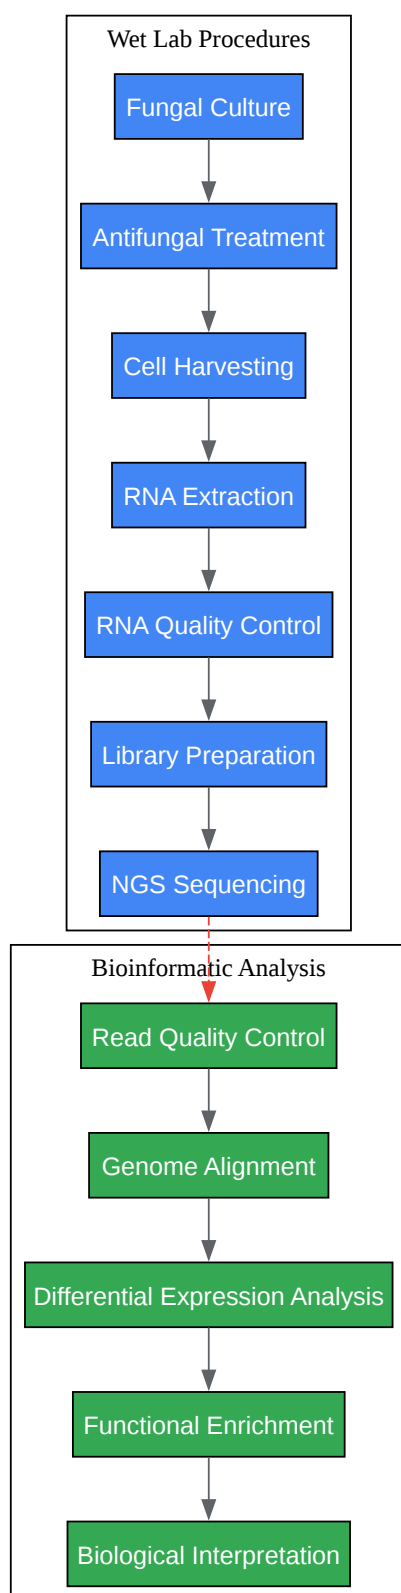 Wet Lab Procedures
Fungal Culture
Antifungal Treatment
Cell Harvesting
RNA Extraction
RNA Quality Control
Library Preparation
NGS Sequencing
Bioinformatic Analysis
Read Quality Control
Genome Alignment
Differential Expression Analysis
Functional Enrichment
Biological Interpretation